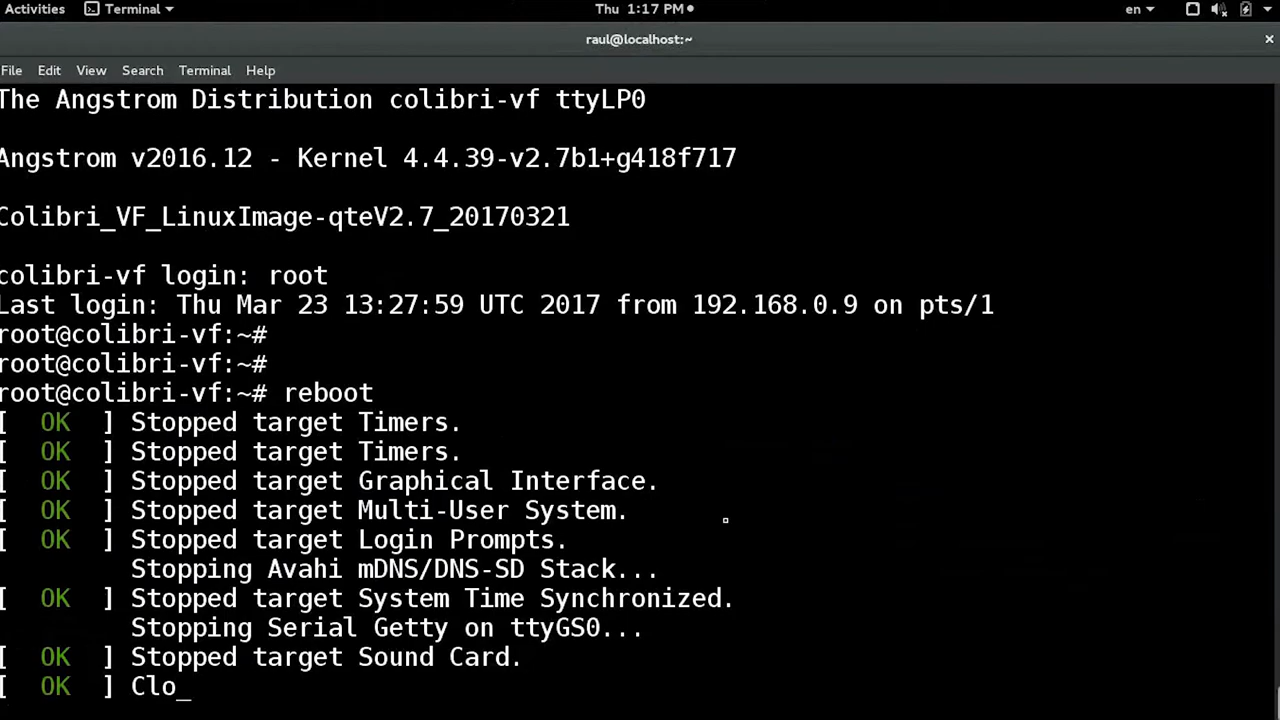 Activities Terminal Thu 1:17 PM en
raul@localhost:~
File Edit View Search Terminal Help
The Angstrom Distribution colibri-vf ttyLP0
Angstrom v2016.12 - Kernel 4.4.39-v2.7b1+g418f717
Colibri_VF_LinuxImage-qteV2.7_20170321
colibri-vf login: root
Last login: Thu Mar 23 13:27:59 UTC 2017 from 192.168.0.9 on pts/1
root@colibri-vf:~#
root@colibri-vf:~#
root@colibri-vf:~# reboot
[ OK ] Stopped target Timers.
[ OK ] Stopped target Timers.
[ OK ] Stopped target Graphical Interface.
[ OK ] Stopped target Multi-User System.
[ OK ] Stopped target Login Prompts.
Stopping Avahi mDNS/DNS-SD Stack...
[ OK ] Stopped target System Time Synchronized.
Stopping Serial Getty on ttyGS0...
[ OK ] Stopped target Sound Card.
[ OK ] Clo_